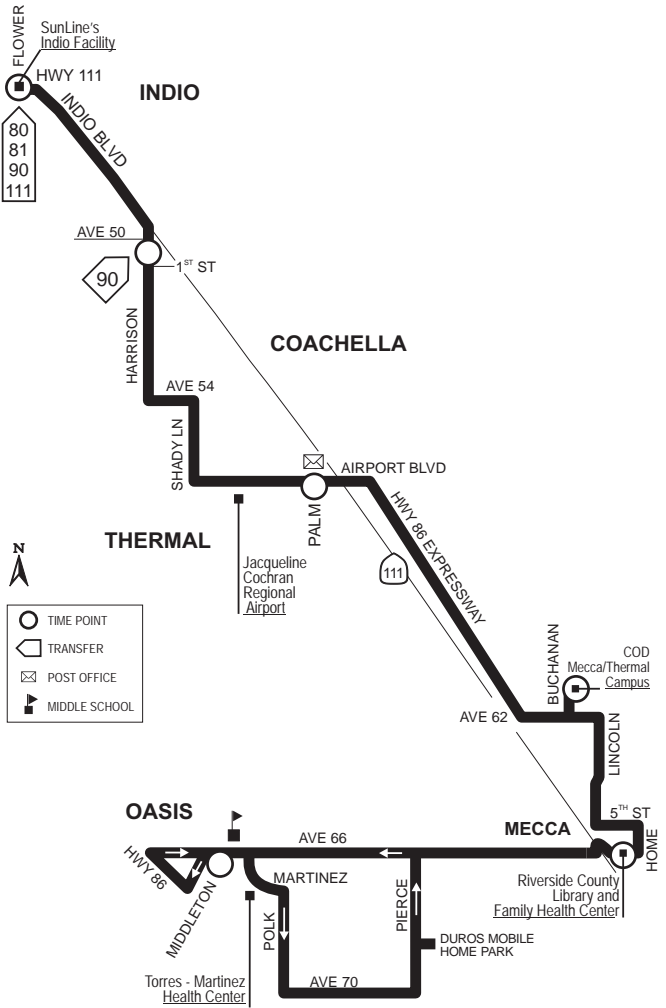 FLOWER
SunLine's
Indio Facility
HWY 111
INDIO
INDIO BLVD
80
81
90
111
AVE 50
1ST ST
90
HARRISON
COACHELLA
AVE 54
SHADY LN
AIRPORT BLVD
PALM
THERMAL
HWY 86 EXPRESSWAY
Jacqueline
Cochran
Regional
Airport
111
N
TIME POINT
TRANSFER
POST OFFICE
MIDDLE SCHOOL
BUCHANAN
COD
Mecca/Thermal
Campus
AVE 62
LINCOLN
5TH ST
OASIS
MECCA
HOME
AVE 66
HWY 86
MIDDLETON
MARTINEZ
Riverside County
Library and
Family Health Center
POLK
PIERCE
DUROS MOBILE
HOME PARK
Torres - Martinez
Health Center
AVE 70